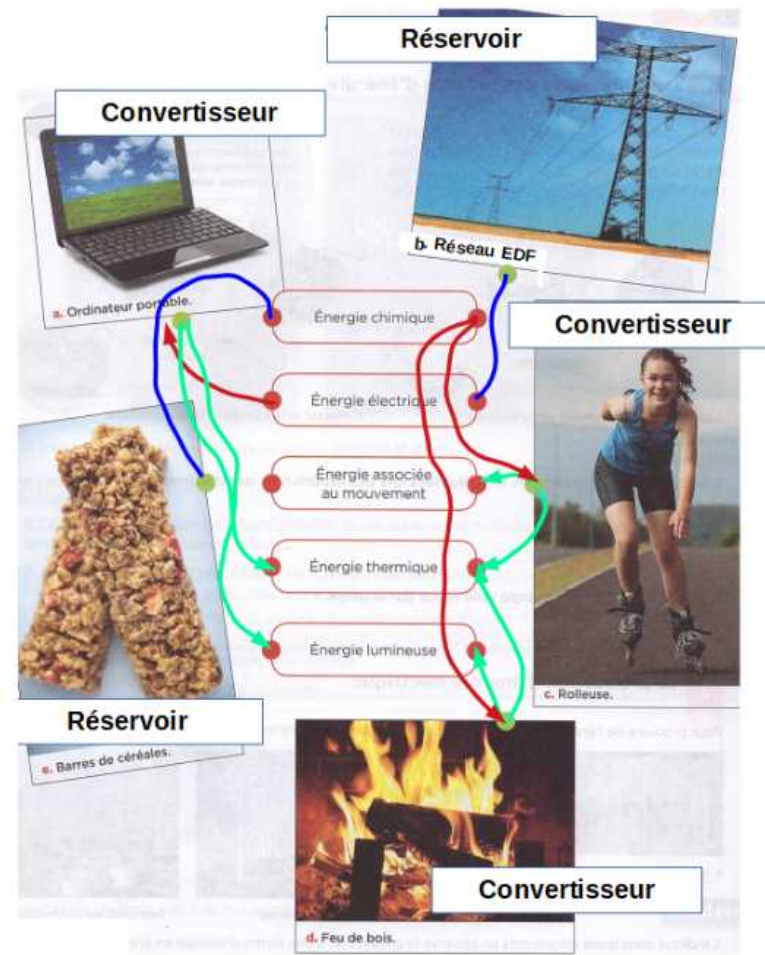 Réservoir
Convertisseur
b. Réseau EDF
a. Ordinateur portable.
Énergie chimique
Convertisseur
Énergie électrique
Énergie associée
au mouvement
Énergie thermique
Énergie lumineuse
c. Rolleuse.
Réservoir
e. Barres de céréales.
Convertisseur
d. Feu de bois.